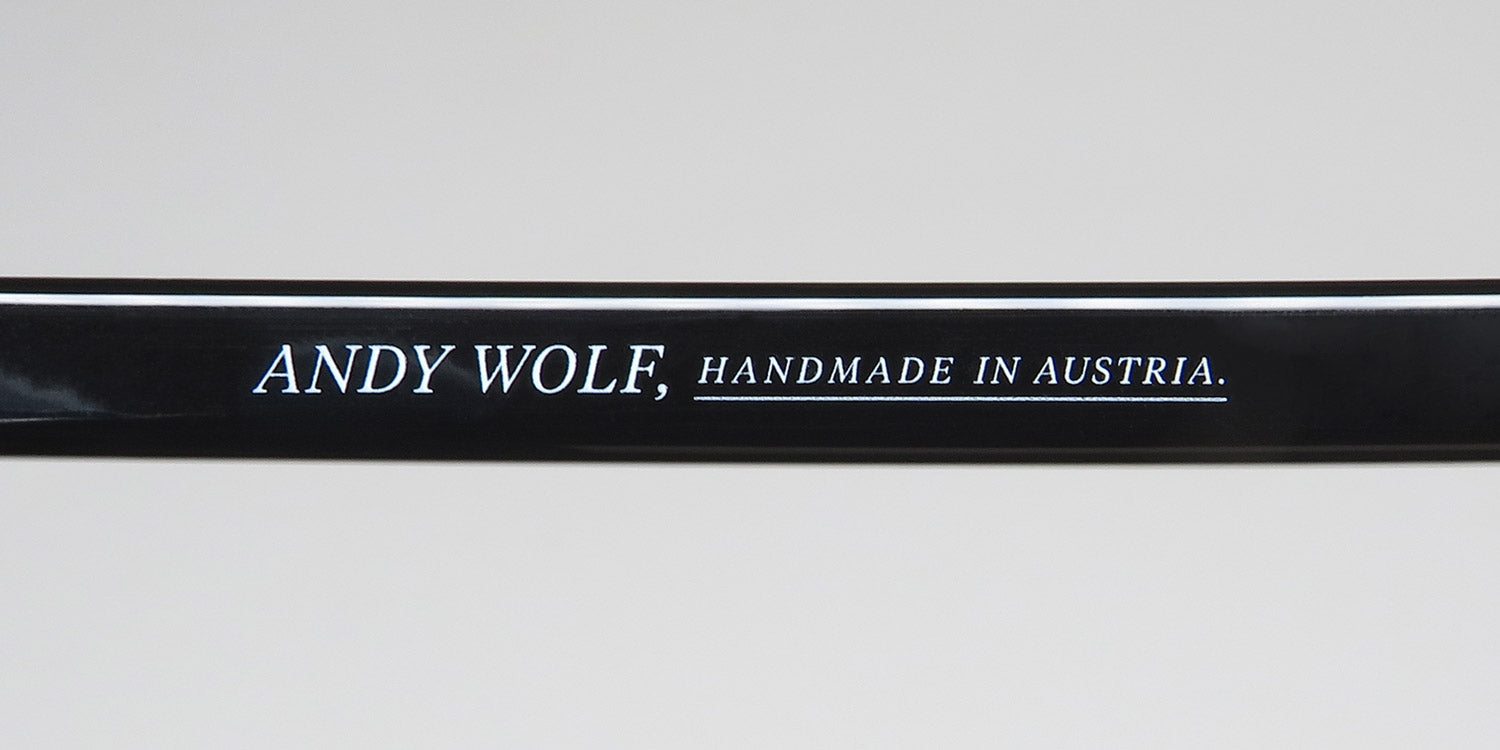 ANDY WOLF, HANDMADE IN AUSTRIA.